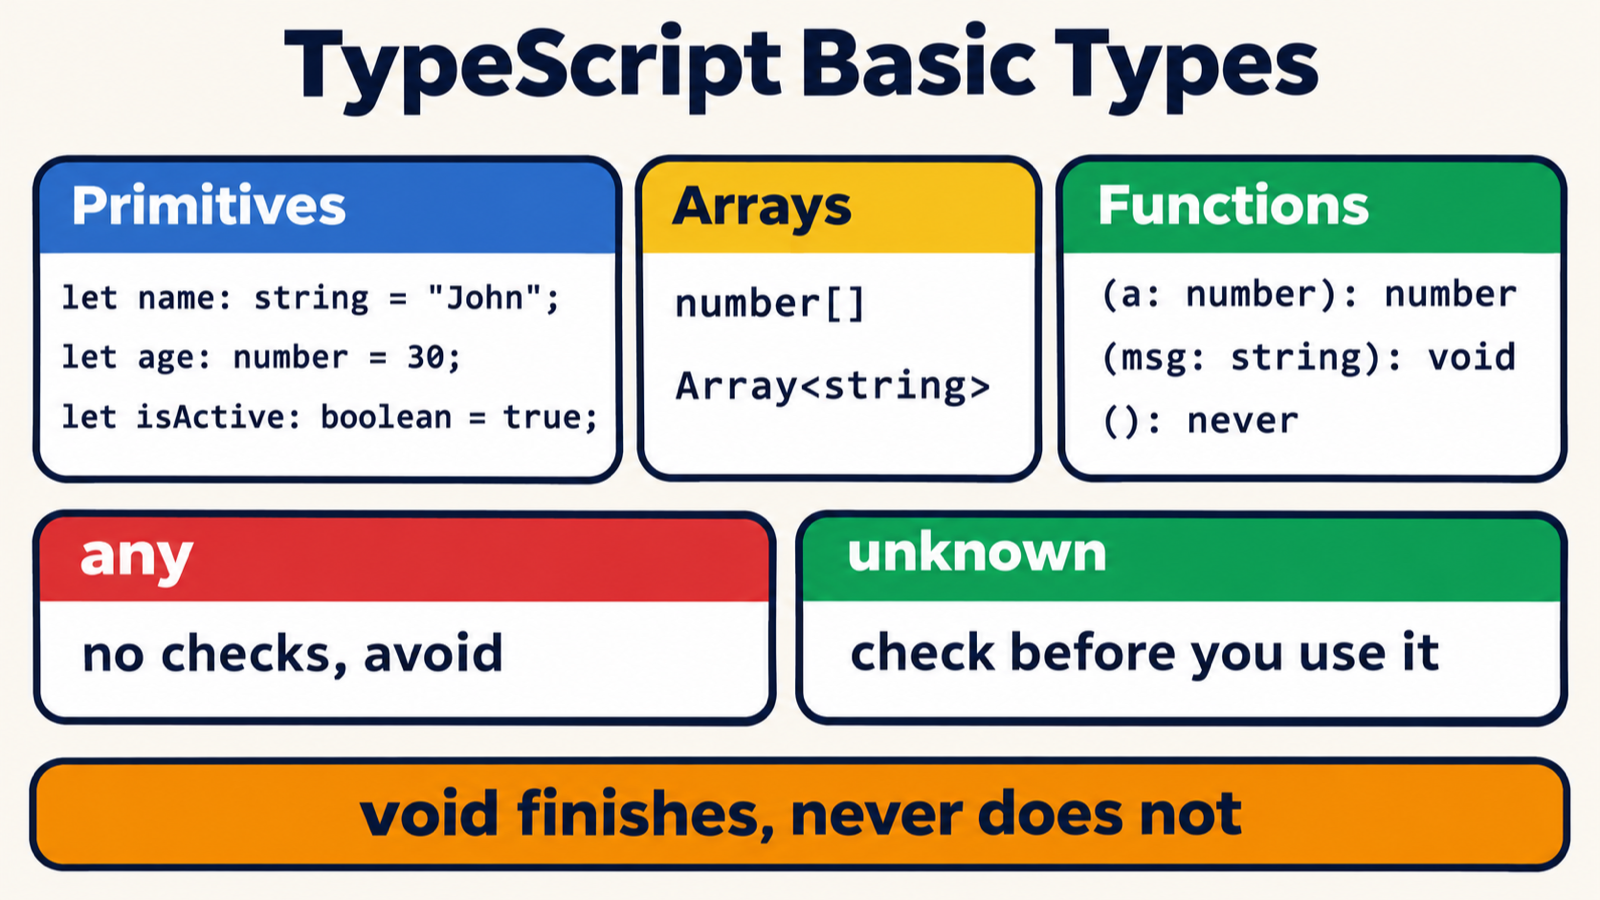 TypeScript Basic Types
Primitives
let name: string = "John";
let age: number = 30;
let isActive: boolean = true;
Arrays
number[]
Array<string>
Functions
(a: number): number
(msg: string): void
(): never
any
no checks, avoid
unknown
check before you use it
void finishes, never does not